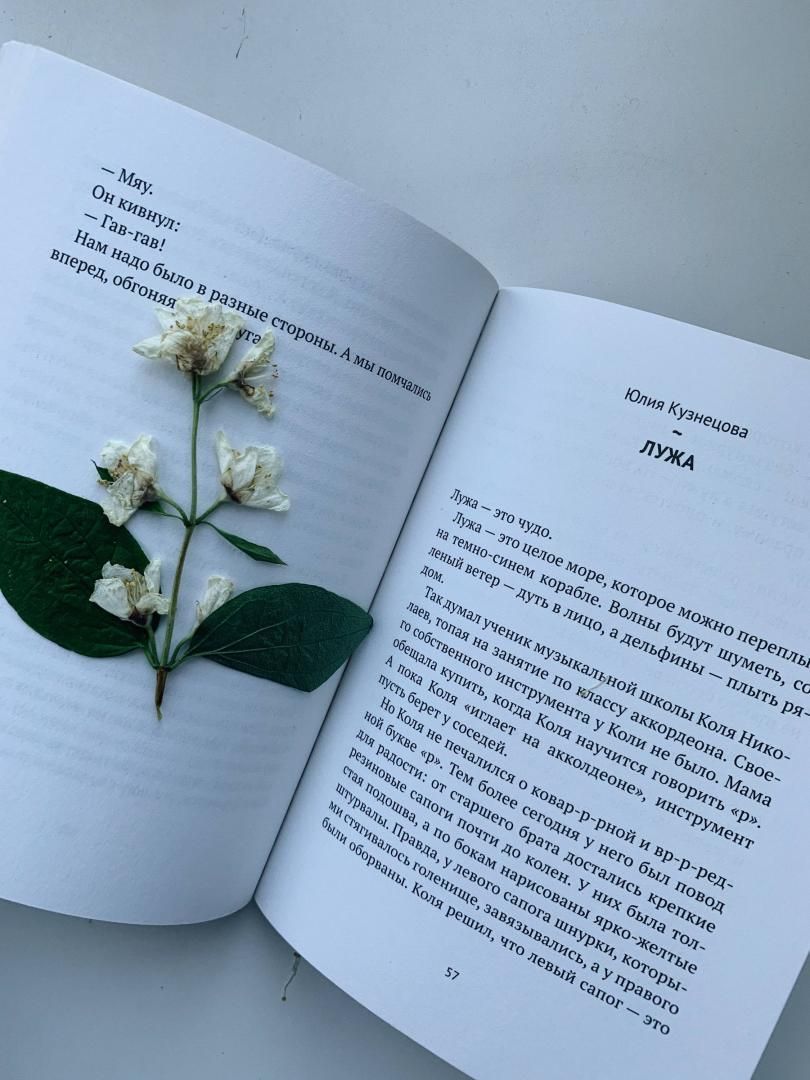 — Мяу.
Он кивнул:
— Гав-гав!
Нам надо было в разные стороны. А мы помчались
вперед, обгоняя
Юлия Кузнецова
~
ЛУЖА
Лужа — это чудо.
Лужа — это целое море, которое можно переплы
на темно-синем корабле. Волны будут шуметь, со
леный ветер — дуть в лицо, а дельфины — плыть ря-
дом.
Так думал ученик музыкальной школы Коля Нико-
лаев, топая на занятие по классу аккордеона. Свое-
го собственного инструмента у Коли не было. Мама
обещала купить, когда Коля научится говорить «р».
А пока Коля «иглает на акколдеоне», инструмент
пусть берет у соседей.
Но Коля не печалился о ковар-р-рной и вр-р-ред-
ной букве «р». Тем более сегодня у него был повод
для радости: от старшего брата достались крепкие
резиновые сапоги почти до колен. У них была тол-
стая подошва, а по бокам нарисованы ярко-желтые
штурвалы. Правда, у левого сапога шнурки, которы-
ми стягивалось голенище, завязывались, а у правого
были оборваны. Коля решил, что левый сапог — это
57